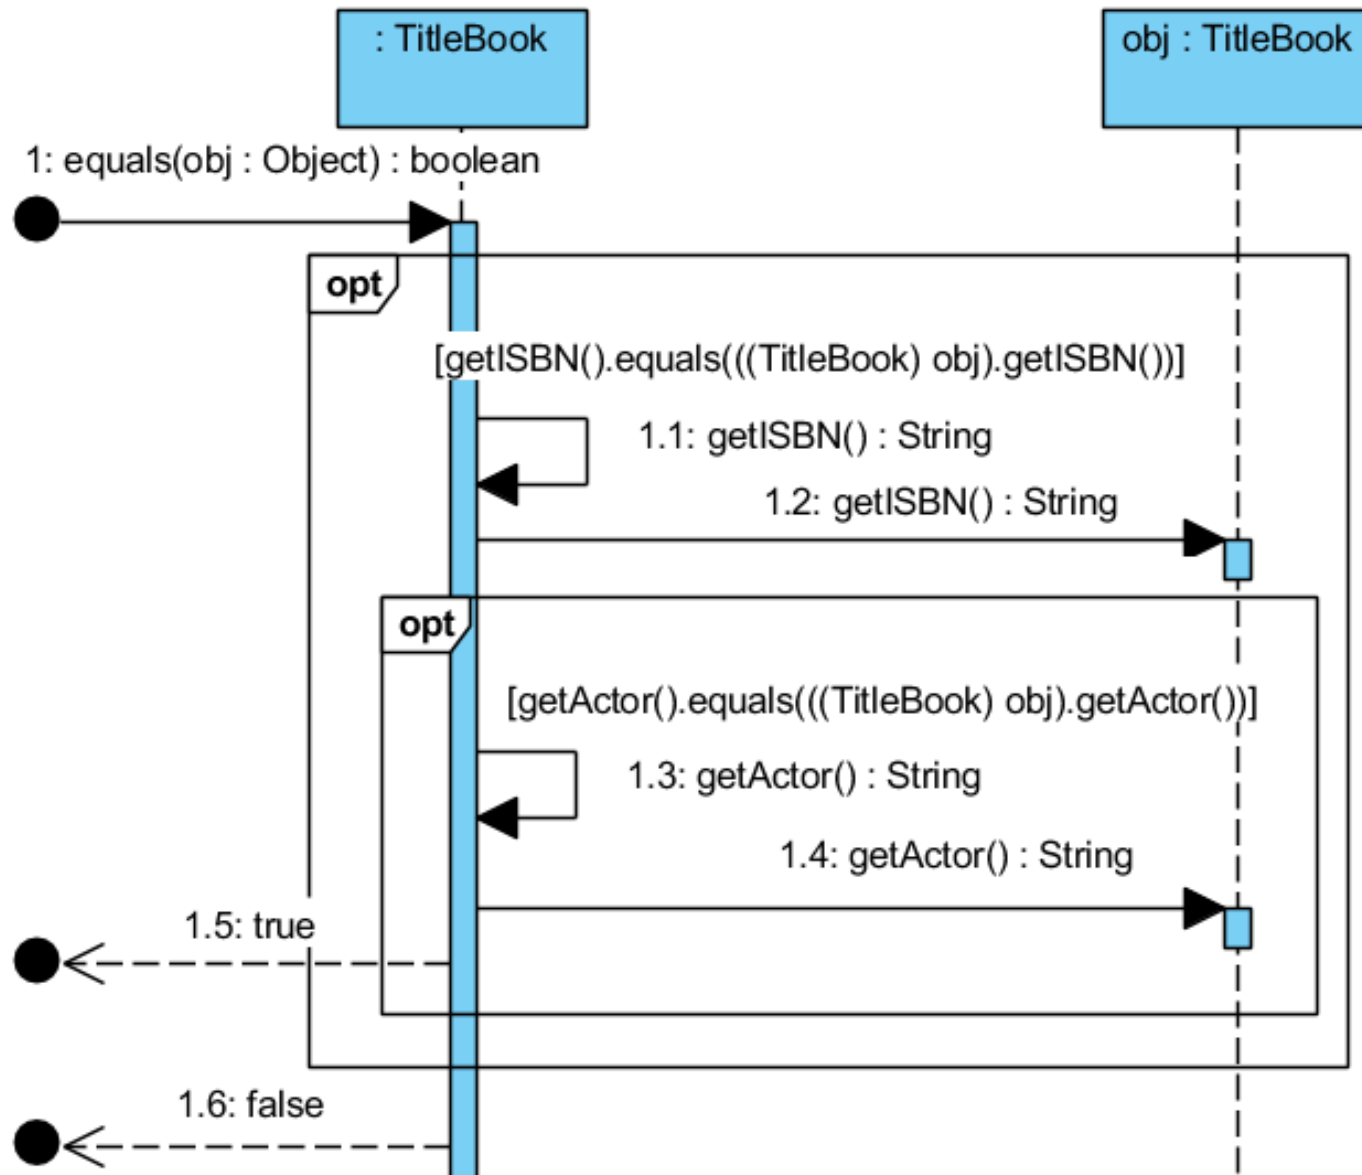 : TitleBook
obj : TitleBook
1: equals(obj : Object) : boolean
opt
[getISBN().equals(((TitleBook) obj).getISBN())]
1.1: getISBN() : String
1.2: getISBN() : String
opt
[getActor().equals(((TitleBook) obj).getActor())]
1.3: getActor() : String
1.4: getActor() : String
1.5: true
1.6: false